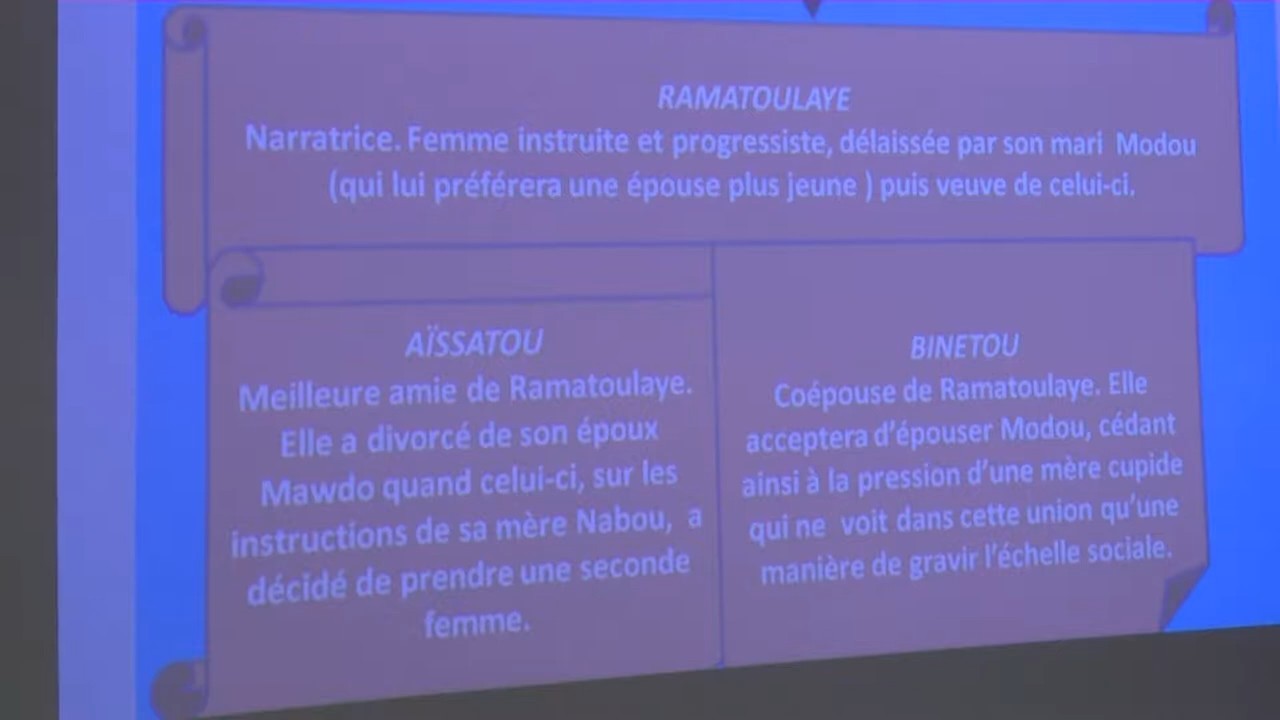 RAMATOULAYE
Narratrice. Femme instruite et progressiste, délaissée par son mari Modou
(qui lui préférera une épouse plus jeune ) puis veuve de celui-ci.
AÏSSATOU
Meilleure amie de Ramatoulaye.
Elle a divorcé de son époux
Mawdo quand celui-ci, sur les
instructions de sa mère Nabou, a
décidé de prendre une seconde
femme.
BINETOU
Coépouse de Ramatoulaye. Elle
acceptera d’épouser Modou, cédant
ainsi à la pression d’une mère cupide
qui ne voit dans cette union qu’une
manière de gravir l’échelle sociale.